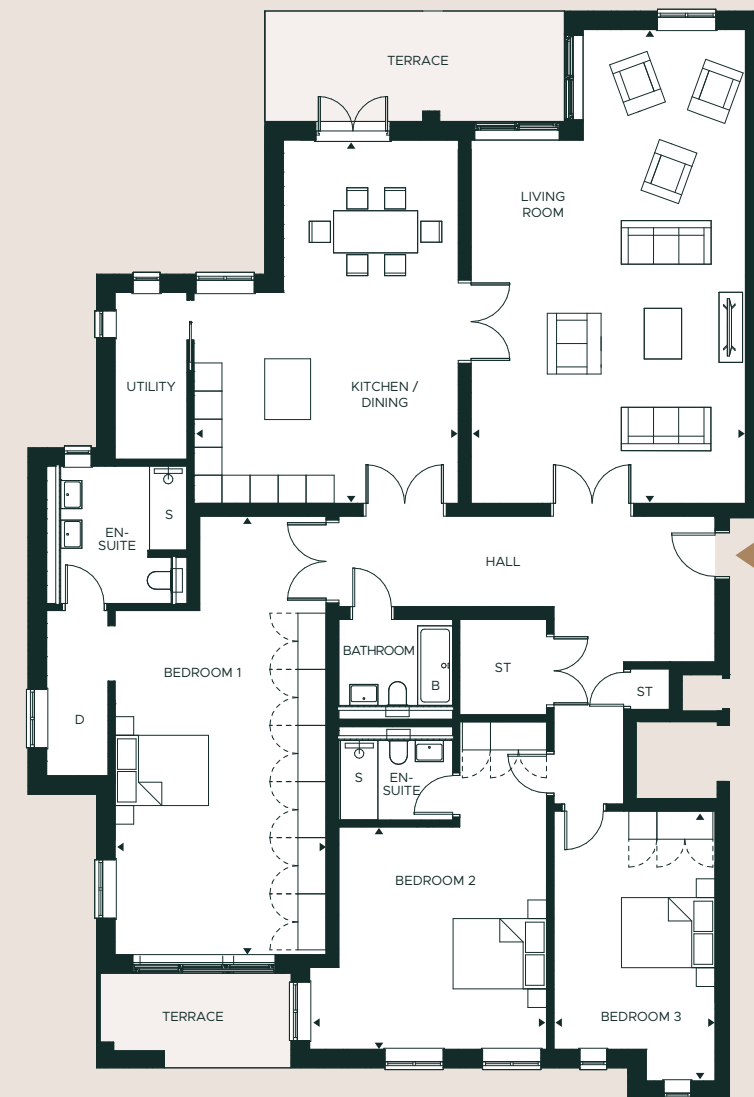 TERRACE
LIVING
ROOM
UTILITY
KITCHEN /
DINING
S
EN-
SUITE
HALL
BEDROOM 1
BATHROOM
B
ST
ST
D
S
EN-
SUITE
BEDROOM 2
TERRACE
BEDROOM 3